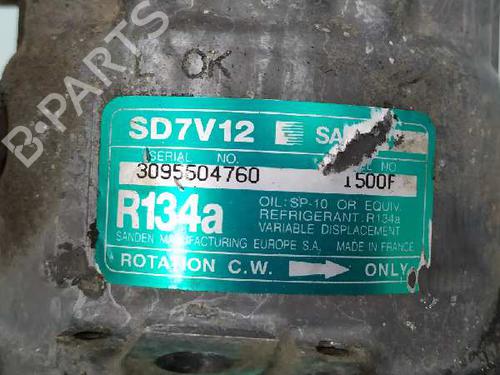 L OK
B-PARTS
SD7V12
SERIAL NO. NO
3095504760 1500F
R134a
OIL: SP-10 OR EQUIV.
REFRIGERANT: R134a
VARIABLE DISPLACEMENT
SANDEN MANUFACTURING EUROPE S.A. MADE IN FRANCE
ROTATION C.W. ONLY